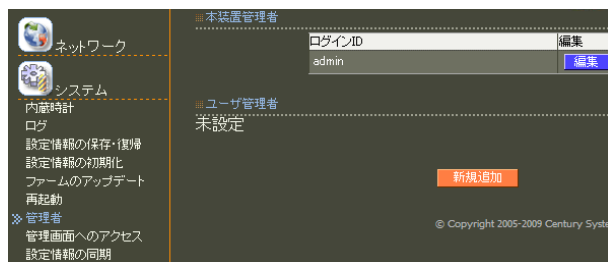 ネットワーク
システム
内蔵時計
ログ
設定情報の保存・復帰
設定情報の初期化
ファームのアップデート
再起動
管理者
管理画面へのアクセス
設定情報の同期
本装置管理者
ログインID 編集
admin 編集
ユーザ管理者
未設定
新規追加
© Copyright 2005-2009 Century Syste